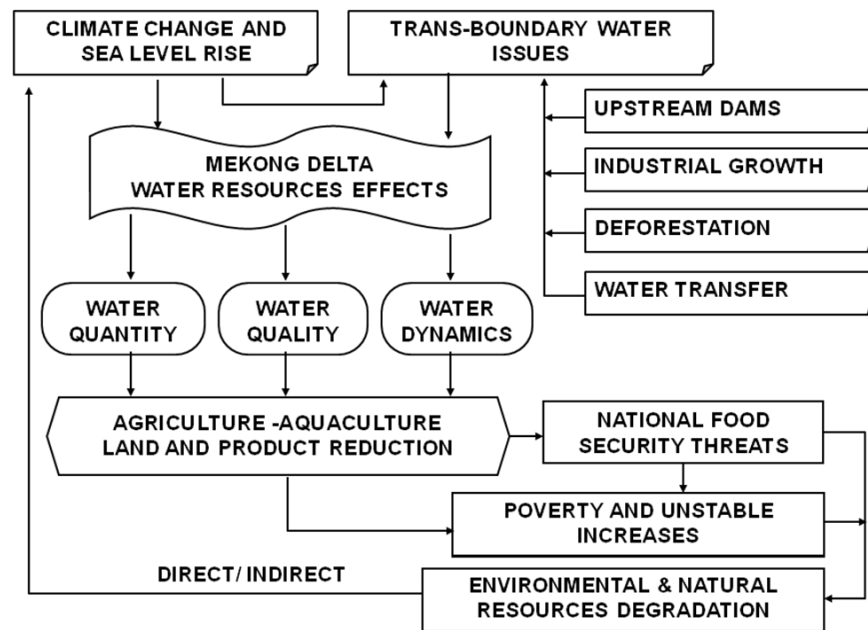 CLIMATE CHANGE AND
SEA LEVEL RISE
TRANS-BOUNDARY WATER
ISSUES
UPSTREAM DAMS
INDUSTRIAL GROWTH
DEFORESTATION
WATER TRANSFER
MEKONG DELTA
WATER RESOURCES EFFECTS
WATER
QUANTITY
WATER
QUALITY
WATER
DYNAMICS
AGRICULTURE -AQUACULTURE
LAND AND PRODUCT REDUCTION
NATIONAL FOOD
SECURITY THREATS
POVERTY AND UNSTABLE
INCREASES
DIRECT/ INDIRECT
ENVIRONMENTAL & NATURAL
RESOURCES DEGRADATION